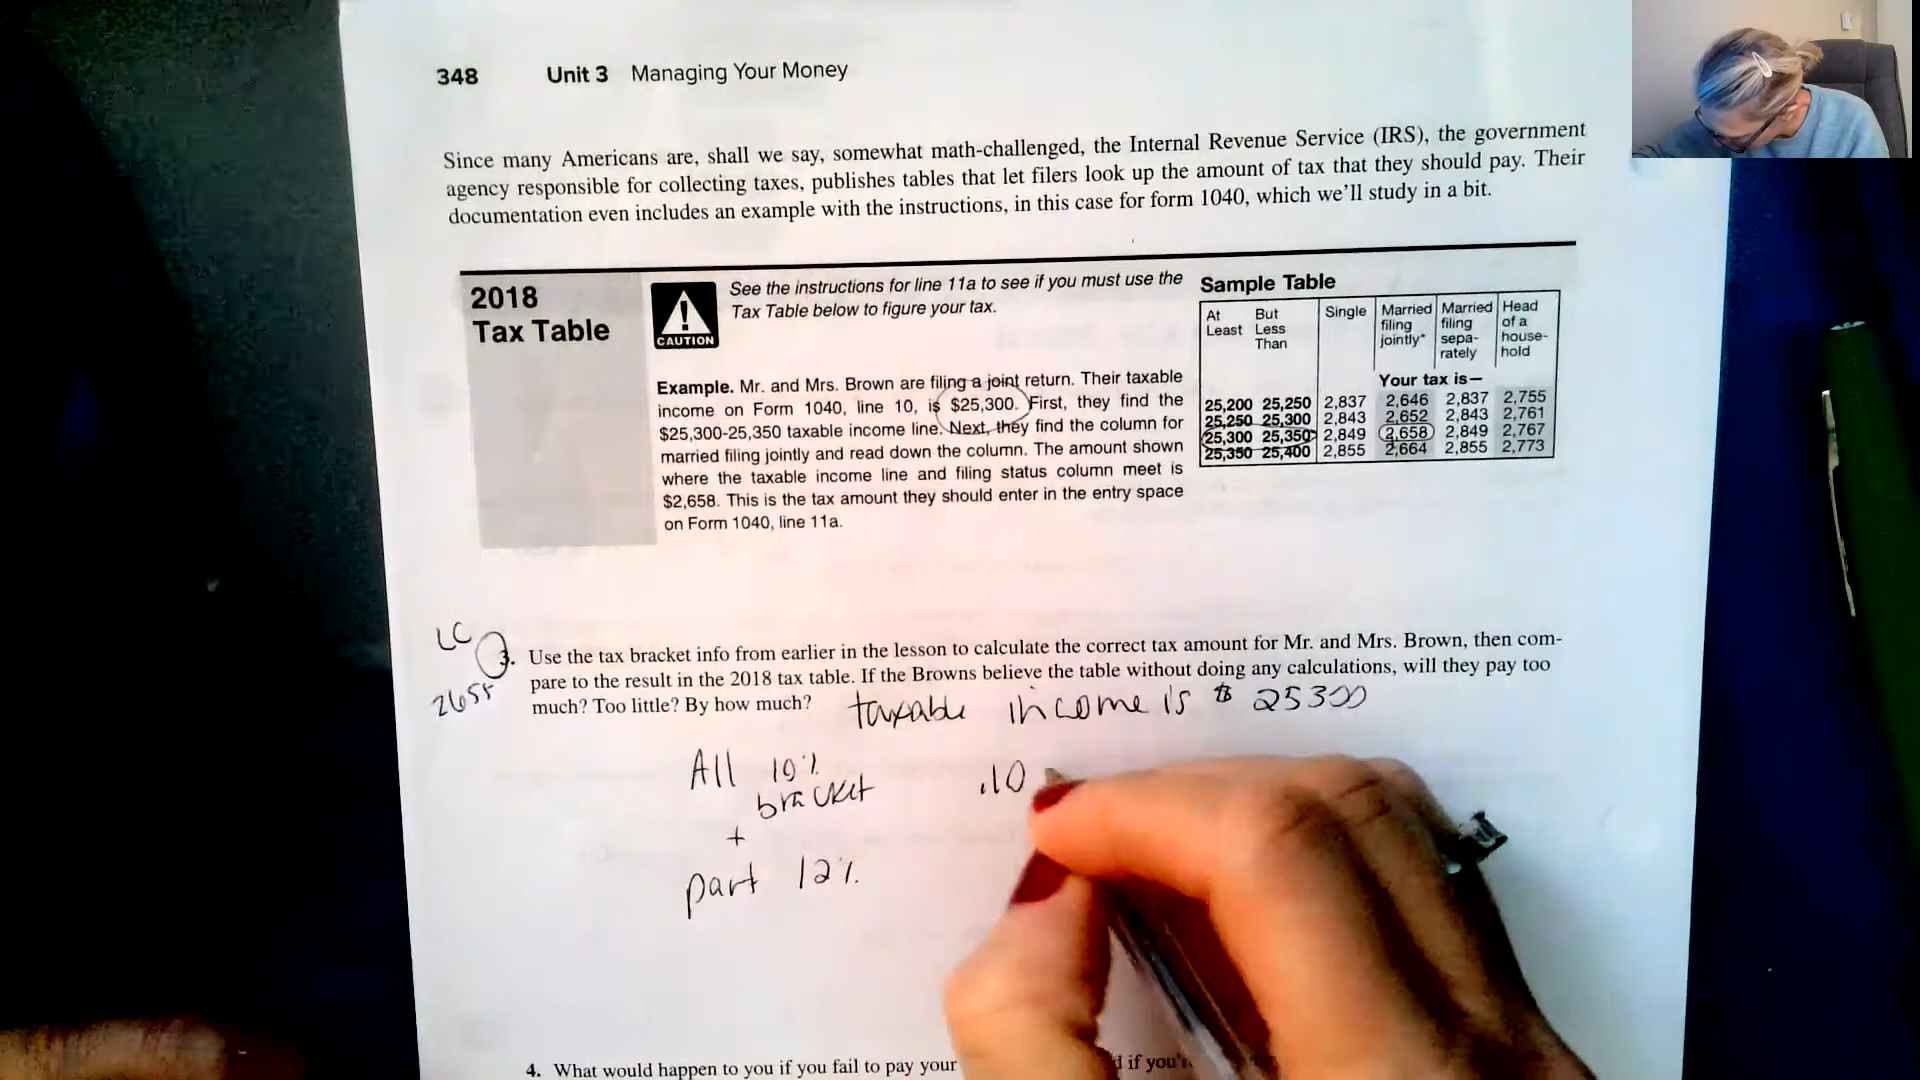 348 Unit 3 Managing Your Money
Since many Americans are, shall we say, somewhat math-challenged, the Internal Revenue Service (IRS), the government
agency responsible for collecting taxes, publishes tables that let filers look up the amount of tax that they should pay. Their
documentation even includes an example with the instructions, in this case for form 1040, which we'll study in a bit.
2018
Tax Table
CAUTION
See the instructions for line 11a to see if you must use the
Tax Table below to figure your tax.
Example. Mr. and Mrs. Brown are filing a joint return. Their taxable
income on Form 1040, line 10, is $25,300. First, they find the
$25,300-25,350 taxable income line. Next, they find the column for
married filing jointly and read down the column. The amount shown
where the taxable income line and filing status column meet is
$2,658. This is the tax amount they should enter in the entry space
on Form 1040, line 11a.
Sample Table
At Least
But Less Than
Single
Married filing jointly*
Married filing sepa- rately
Head of a house- hold
Your tax is—
25,200 25,250 2,837 2,646 2,837 2,755
25,250 25,300 2,843 2,652 2,843 2,761
25,300 25,350 2,849 2,658 2,849 2,767
25,350 25,400 2,855 2,664 2,855 2,773
LC
2658
3. Use the tax bracket info from earlier in the lesson to calculate the correct tax amount for Mr. and Mrs. Brown, then com-
pare to the result in the 2018 tax table. If the Browns believe the table without doing any calculations, will they pay too
much? Too little? By how much? taxable income is $ 25300
All 10%
bracket
.10
+
part 12%
4. What would happen to you if you fail to pay your
if you'r